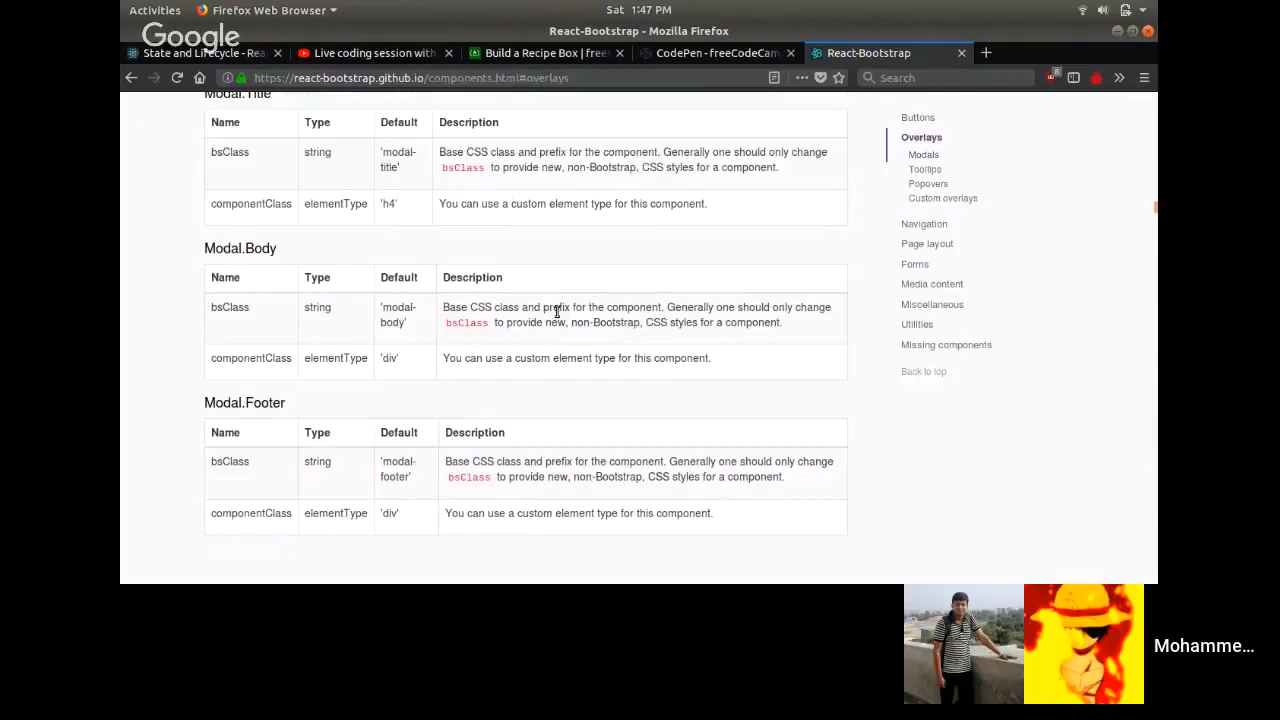 Activities
Firefox Web Browser
Sat 1:47 PM
Google
React-Bootstrap - Mozilla Firefox
State and Lifecycle - Rea
Live coding session with
Build a Recipe Box | free
CodePen - freeCodeCam
React-Bootstrap
https://react-bootstrap.github.io/components.html#overlays
Search
8
Modal.Title
Name Type Default Description
bsClass string 'modal-title' Base CSS class and prefix for the component. Generally one should only change
bsClass to provide new, non-Bootstrap, CSS styles for a component.
componentClass elementType 'h4' You can use a custom element type for this component.
Modal.Body
Name Type Default Description
bsClass string 'modal-body' Base CSS class and prefix for the component. Generally one should only change
bsClass to provide new, non-Bootstrap, CSS styles for a component.
componentClass elementType 'div' You can use a custom element type for this component.
Modal.Footer
Name Type Default Description
bsClass string 'modal-footer' Base CSS class and prefix for the component. Generally one should only change
bsClass to provide new, non-Bootstrap, CSS styles for a component.
componentClass elementType 'div' You can use a custom element type for this component.
Buttons
Overlays
Modals
Tooltips
Popovers
Custom overlays
Navigation
Page layout
Forms
Media content
Miscellaneous
Utilities
Missing components
Back to top
Mohamme...